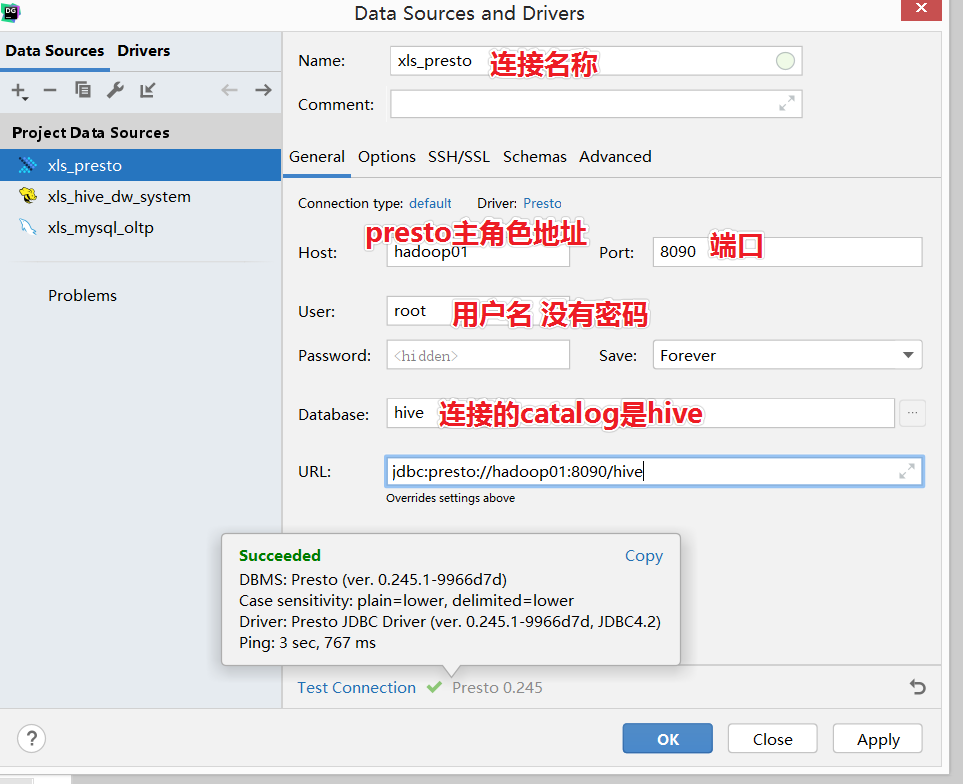 DG
Data Sources and Drivers
Data Sources Drivers
Project Data Sources
xls_presto
xls_hive_dw_system
xls_mysql_oltp
Problems
Name: xls_presto 连接名称
Comment:
General Options SSH/SSL Schemas Advanced
Connection type: default Driver: Presto
presto主角色地址
Host: hadoop01 Port: 8090 端口
User: root 用户名 没有密码
Password: <hidden> Save: Forever
Database: hive 连接的catalog是hive ...
URL: jdbc:presto://hadoop01:8090/hive
Overrides settings above
Succeeded Copy
DBMS: Presto (ver. 0.245.1-9966d7d)
Case sensitivity: plain=lower, delimited=lower
Driver: Presto JDBC Driver (ver. 0.245.1-9966d7d, JDBC4.2)
Ping: 3 sec, 767 ms
Test Connection Presto 0.245
? OK Close Apply